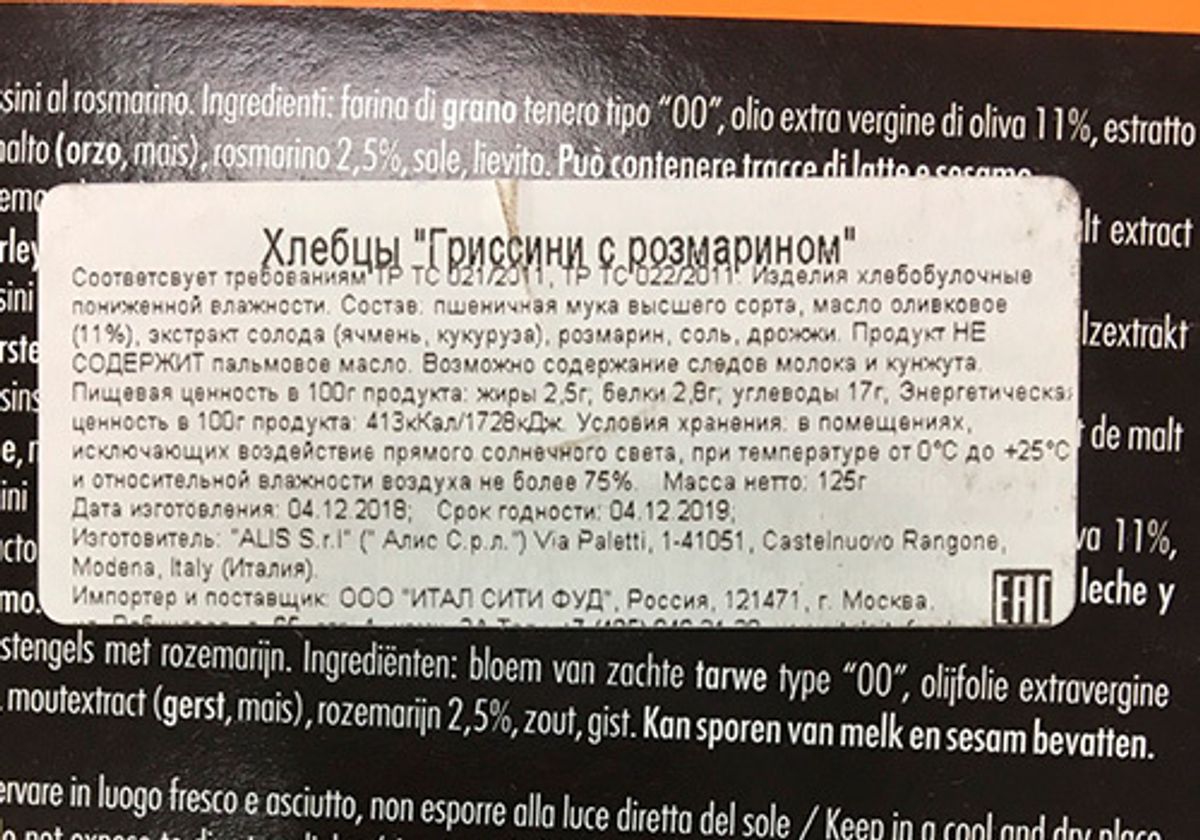 ssini al rosmarino. Ingredienti: farina di grano tenero tipo “00”, olio extra vergine di oliva 11%, estratto
malto (orzo, mais), rosmarino 2,5%, sale, lievito. Può contenere tracce di latte e sesamo
lt extract
rley
Хлебцы "Гриссини с розмарином"
Соответсвует требованиям ТР ТС 021/2011, ТР ТС 022/2011. Изделия хлебобулочные
пониженной влажности. Состав: пшеничная мука высшего сорта, масло оливковое
(11%), экстракт солода (ячмень, кукуруза), розмарин, соль, дрожжи. Продукт НЕ
СОДЕРЖИТ пальмовое масло. Возможно содержание следов молока и кунжута.
Пищевая ценность в 100г продукта: жиры 2,5г, белки 2,8г, углеводы 17г, Энергетическая
ценность в 100г продукта: 413кКал/1728кДж. Условия хранения: в помещениях,
исключающих воздействие прямого солнечного света, при температуре от 0°С до +25°С
и относительной влажности воздуха не более 75%. Масса нетто: 125г
Дата изготовления: 04.12.2018; Срок годности: 04.12.2019;
Изготовитель: "ALIS S.r.l" (" Алис С.р.л.") Via Paletti, 1-41051, Castelnuovo Rangone,
Modena, Italy (Италия).
Импортер и поставщик: ООО "ИТАЛ СИТИ ФУД", Россия, 121471, г. Москва.
EAC
ssini
lzextrakt
erste
ssins
t de malt
e, r
ini
va 11%,
cto
leche y
mo.
stengels met rozemarijn. Ingrediënten: bloem van zachte tarwe type “00”, olijfolie extravergine
moutextract (gerst, mais), rozemarijn 2,5%, zout, gist. Kan sporen van melk en sesam bevatten.
ervare in luogo fresco e asciutto, non esporre alla luce diretta del sole / Keep in a cool and dry place